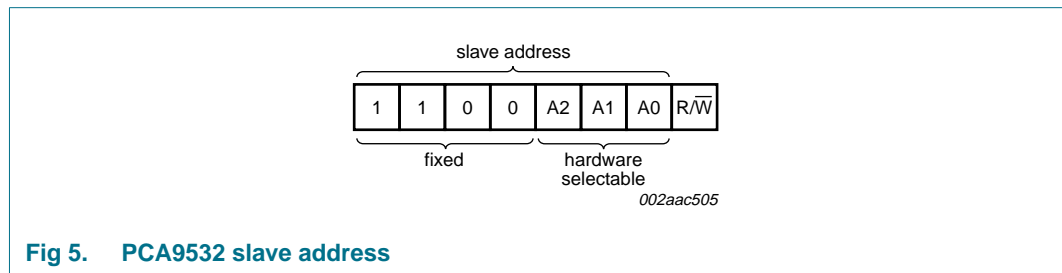 slave address
1 1 0 0 A2 A1 A0 R/W̅
fixed
hardware
selectable
002aac505
Fig 5. PCA9532 slave address